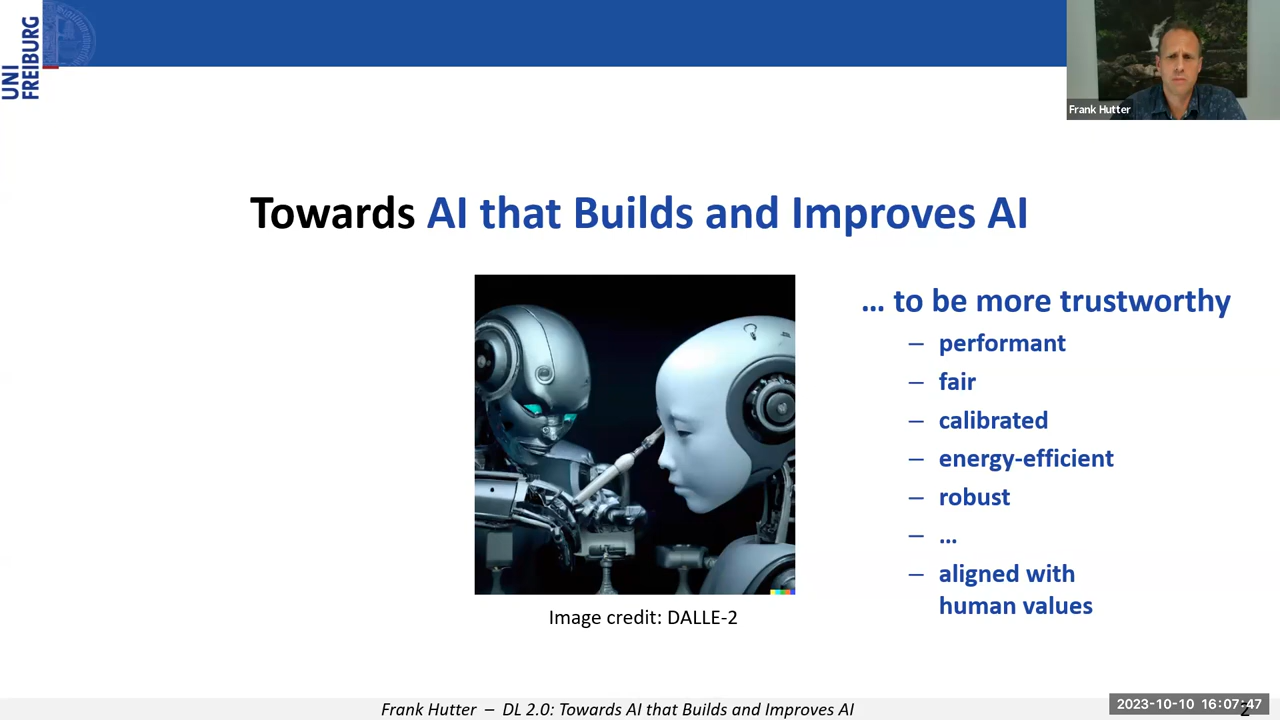 UNI
FREIBURG
Frank Hutter
Towards AI that Builds and Improves AI
... to be more trustworthy
– performant
– fair
– calibrated
– energy-efficient
– robust
– ...
– aligned with
human values
Image credit: DALLE-2
Frank Hutter – DL 2.0: Towards AI that Builds and Improves AI
2023-10-10 16:07:47
2